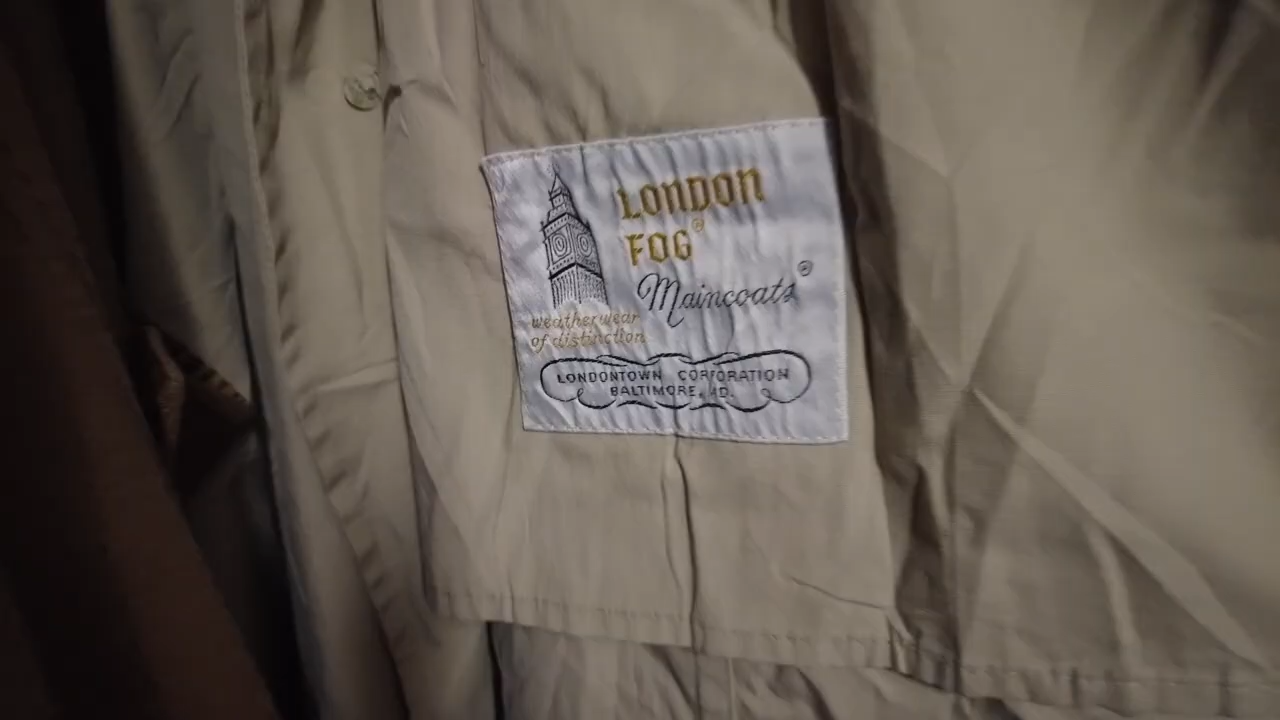 LONDON
FOG®
Maincoats®
weatherwear
of distinction
LONDONTOWN CORPORATION
BALTIMORE, MD.